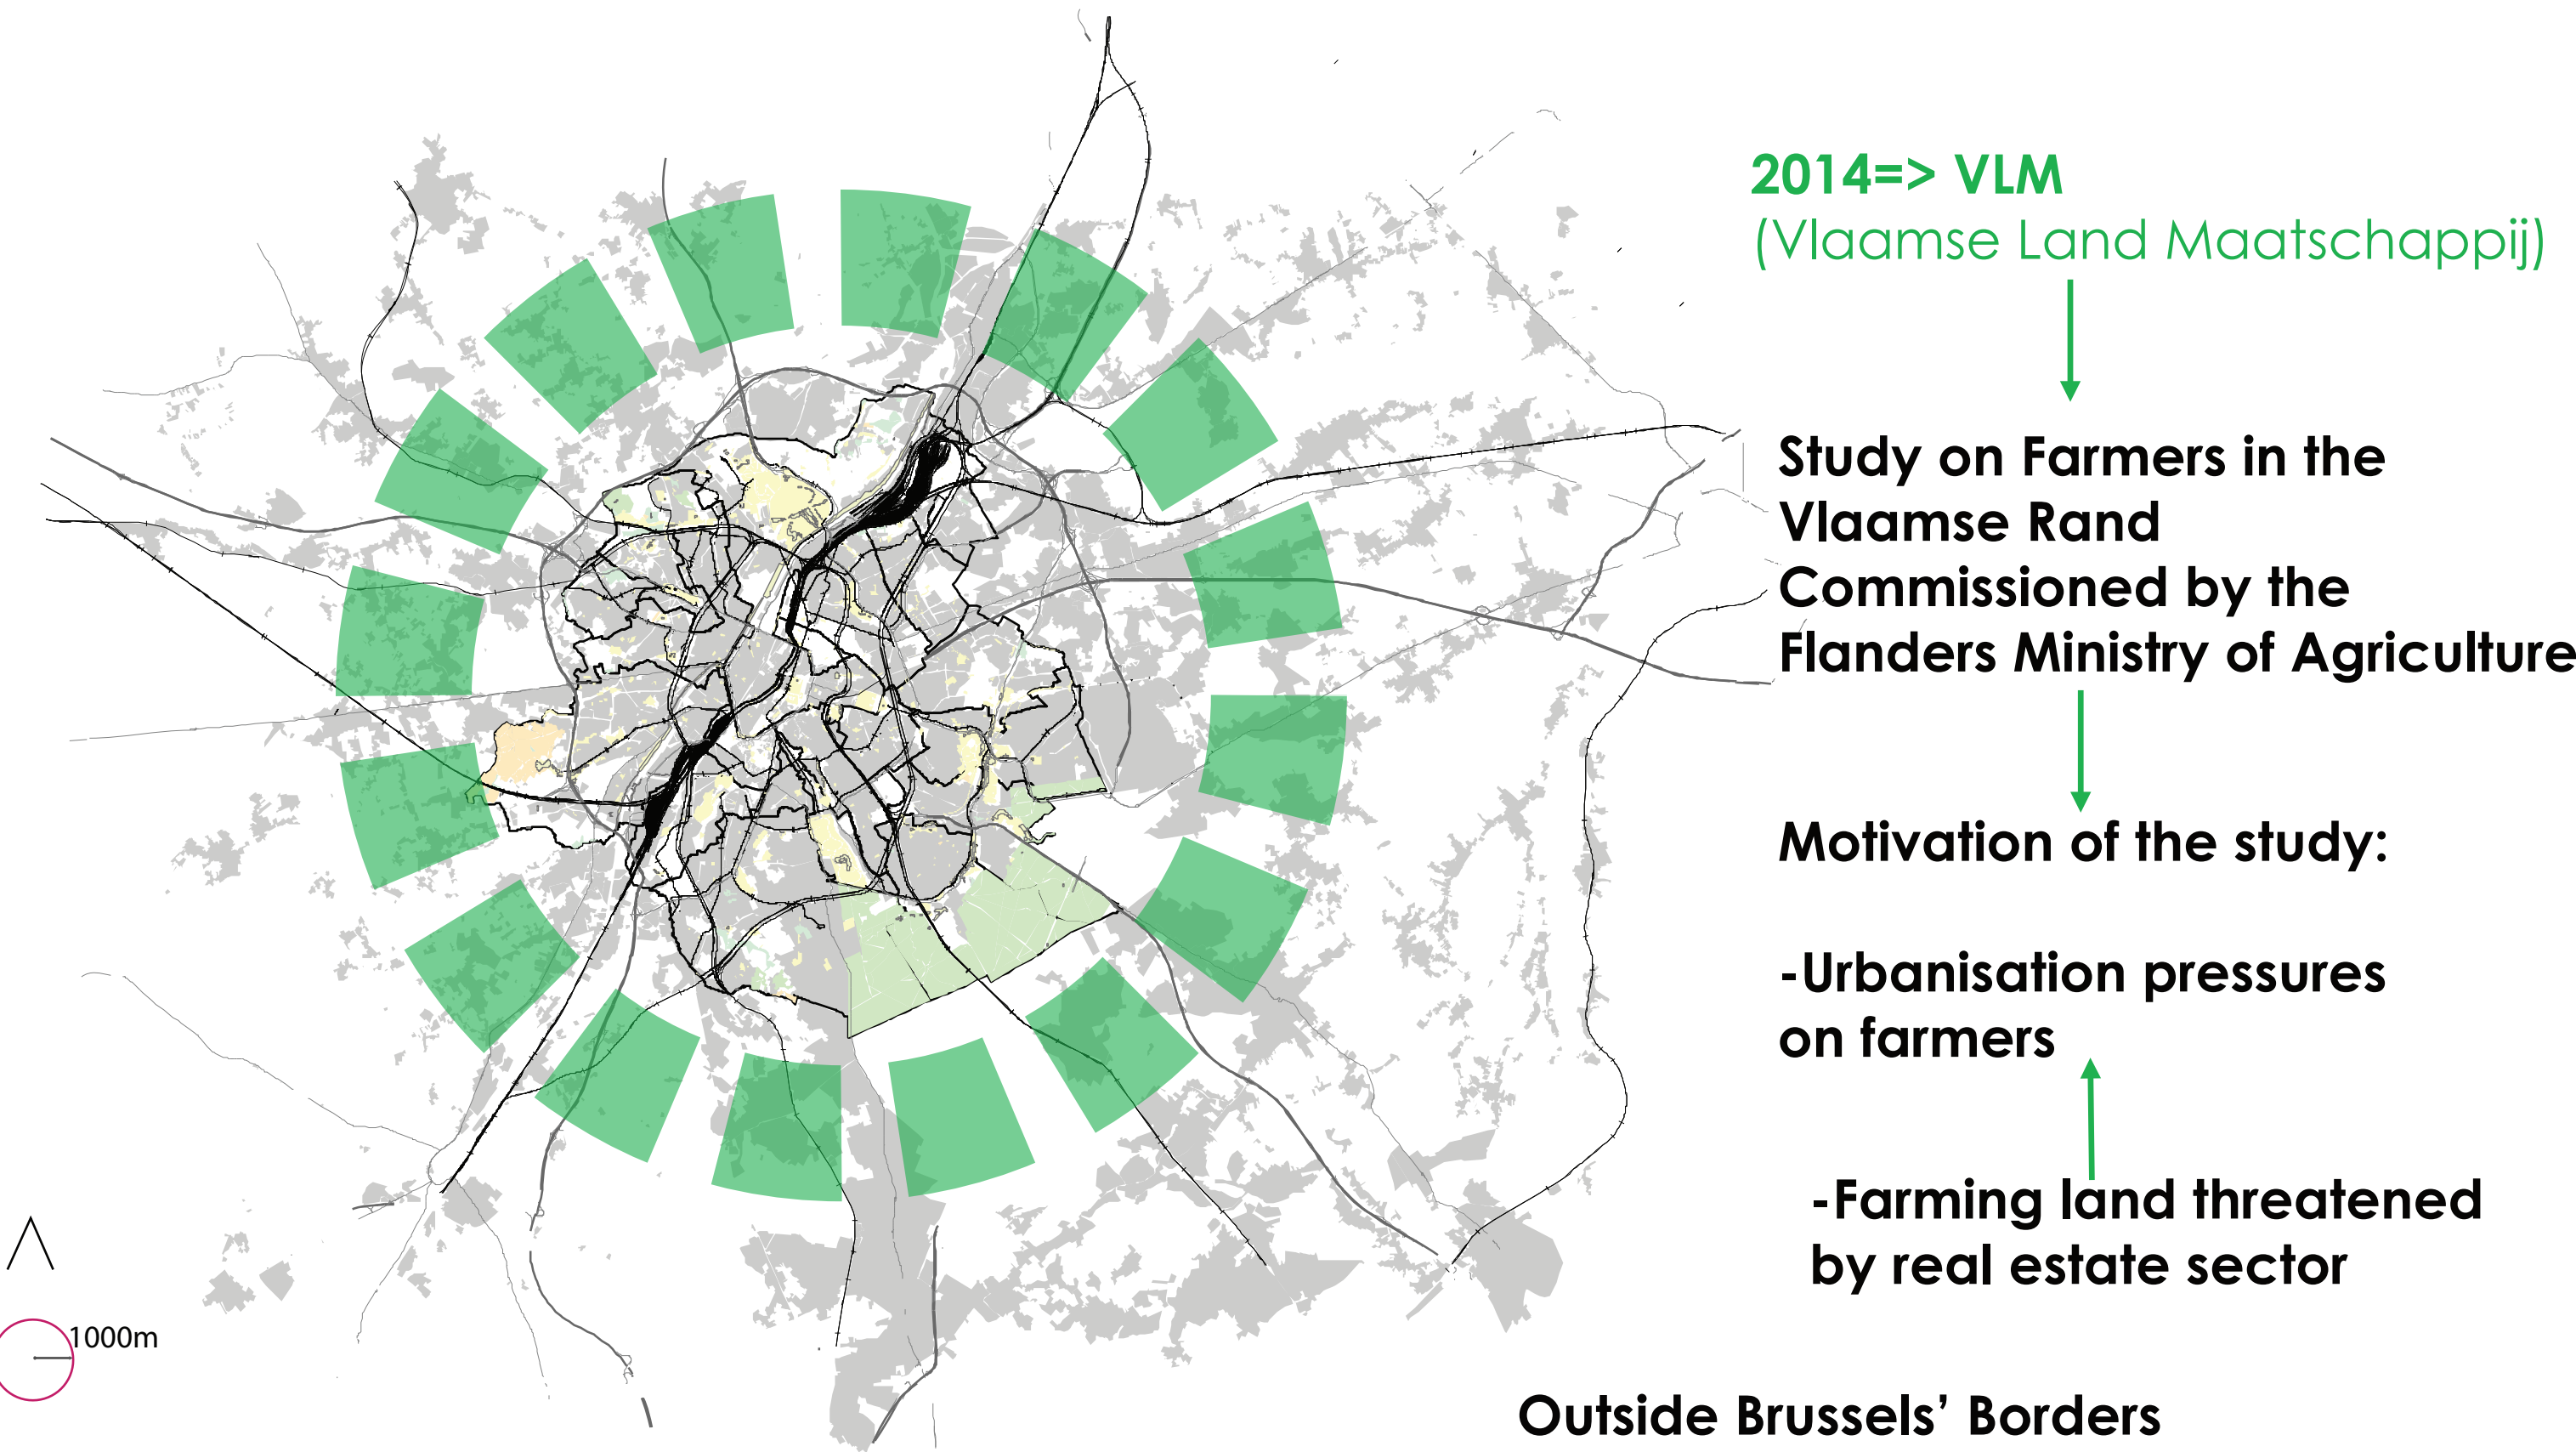 2014=> VLM
(Vlaamse Land Maatschappij)
Study on Farmers in the
Vlaamse Rand
Commissioned by the
Flanders Ministry of Agriculture
Motivation of the study:
-Urbanisation pressures
on farmers
-Farming land threatened
by real estate sector
1000m
Outside Brussels’ Borders